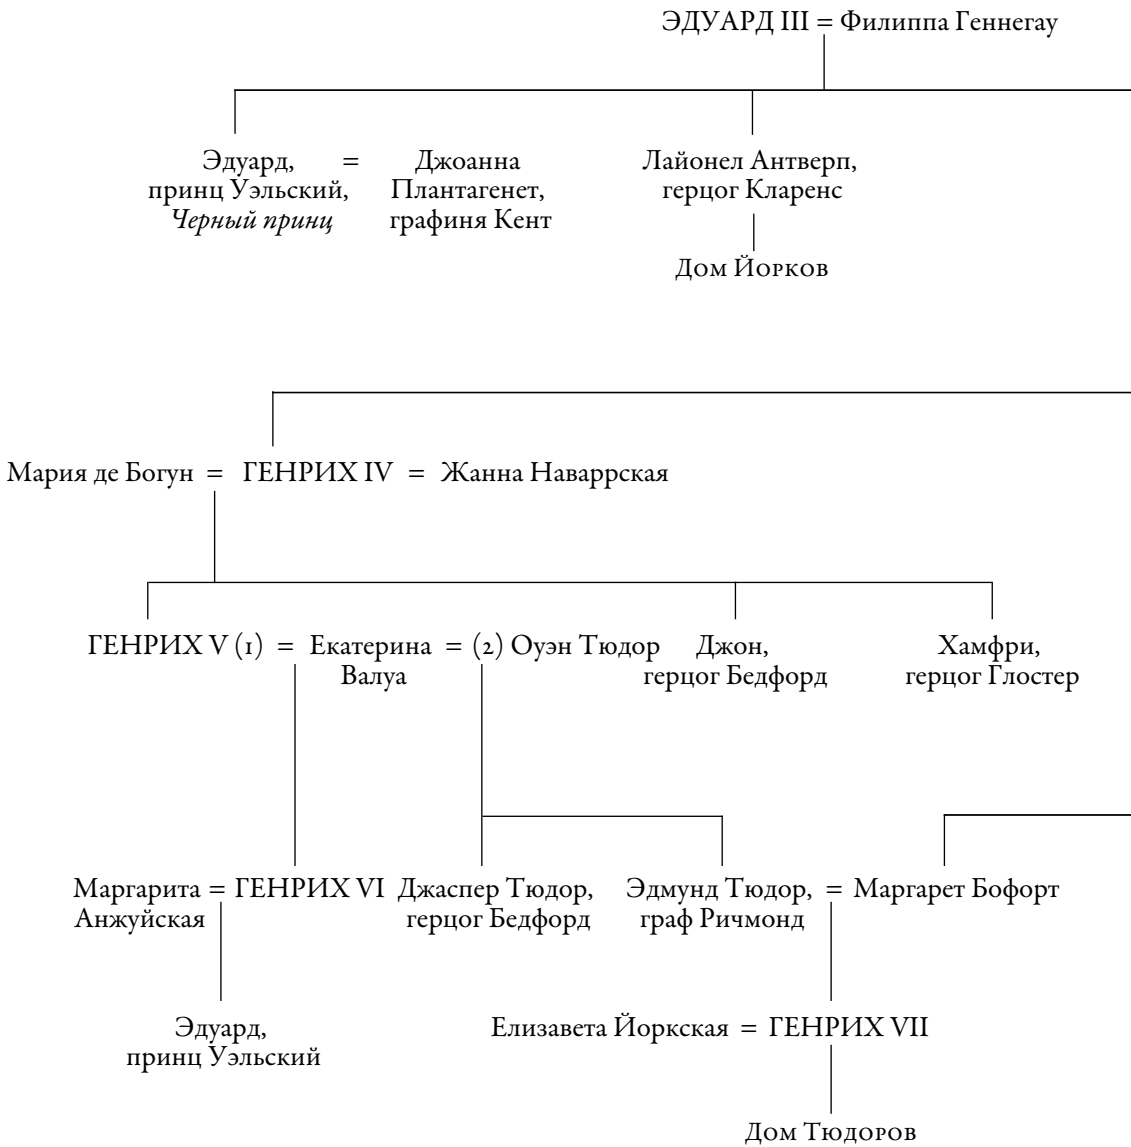 ЭДУАРД III = Филиппа Геннегау
Эдуард, = Джоанна
принц Уэльский, Плантагенет,
Черный принц графиня Кент
Лайонел Антверп,
герцог Кларенс
Дом Йорков
Мария де Богун = ГЕНРИХ IV = Жанна Наваррская
ГЕНРИХ V (1) = Екатерина = (2) Оуэн Тюдор
Валуа
Джон,
герцог Бедфорд
Хамфри,
герцог Глостер
Маргарита = ГЕНРИХ VI
Анжуйская
Джаспер Тюдор,
герцог Бедфорд
Эдмунд Тюдор, = Маргарет Бофорт
граф Ричмонд
Эдуард,
принц Уэльский
Елизавета Йоркская = ГЕНРИХ VII
Дом Тюдоров